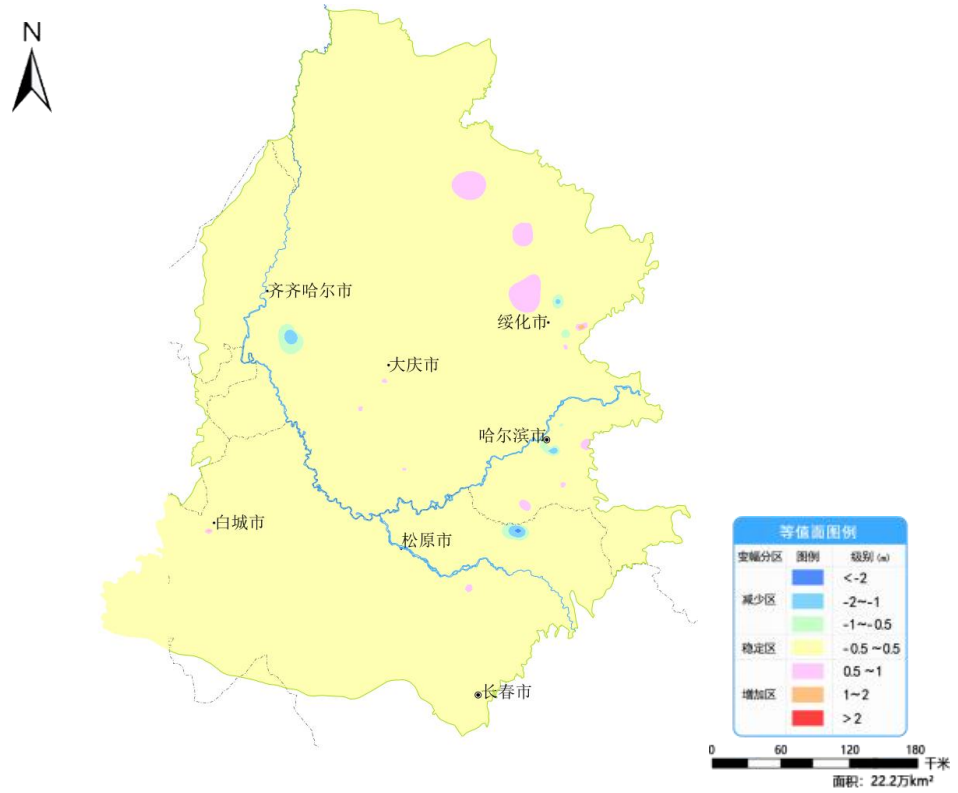 N
齐齐哈尔市
绥化市
大庆市
哈尔滨市
白城市
松原市
长春市
等值面图例
变幅分区 图例 级别 (m)
减少区
<-2
-2~-1
-1~-0.5
稳定区 -0.5~0.5
增加区
0.5~1
1~2
>2
0 60 120 180 千米
面积：22.2万km²